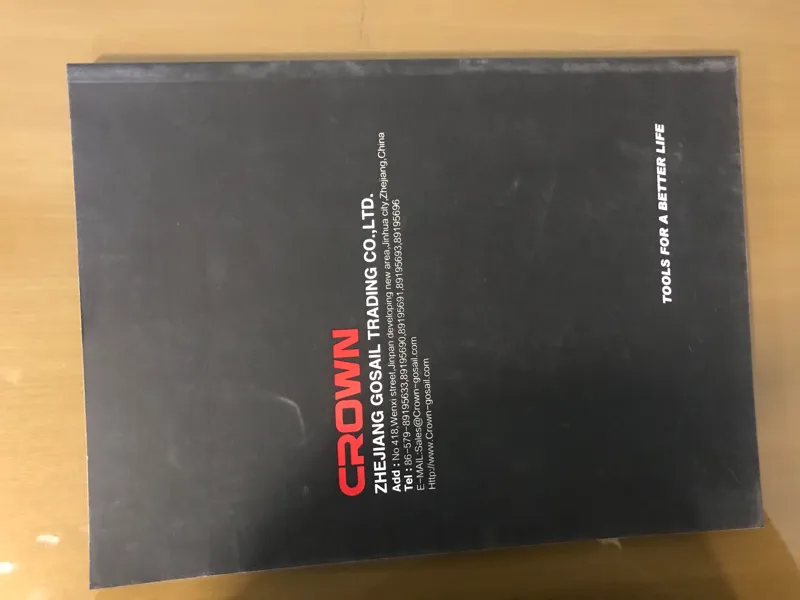 CROWN
ZHEJIANG GOSAIL TRADING CO.,LTD.
Add : No 418,Wenxi street,Jinpan developing new area,Jinhua city,Zhejiang,China
Tel : 86-579-89195633,89195690,89195691,89195693,89195696
E-MAIL:Sales@Crown-gosail.com
Http://www.Crown-gosail.com
TOOLS FOR A BETTER LIFE